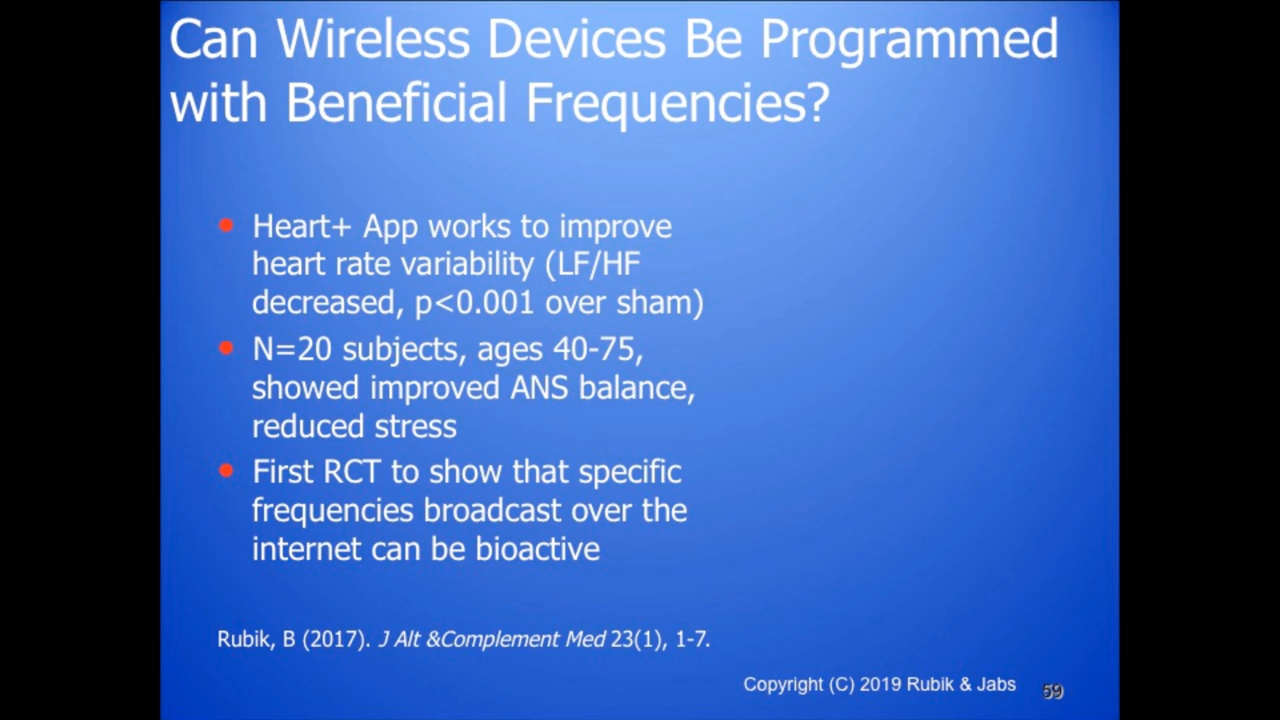 Can Wireless Devices Be Programmed
with Beneficial Frequencies?
• Heart+ App works to improve
heart rate variability (LF/HF
decreased, p<0.001 over sham)
• N=20 subjects, ages 40-75,
showed improved ANS balance,
reduced stress
• First RCT to show that specific
frequencies broadcast over the
internet can be bioactive
Rubik, B (2017). J Alt &Complement Med 23(1), 1-7.
Copyright (C) 2019 Rubik & Jabs
59